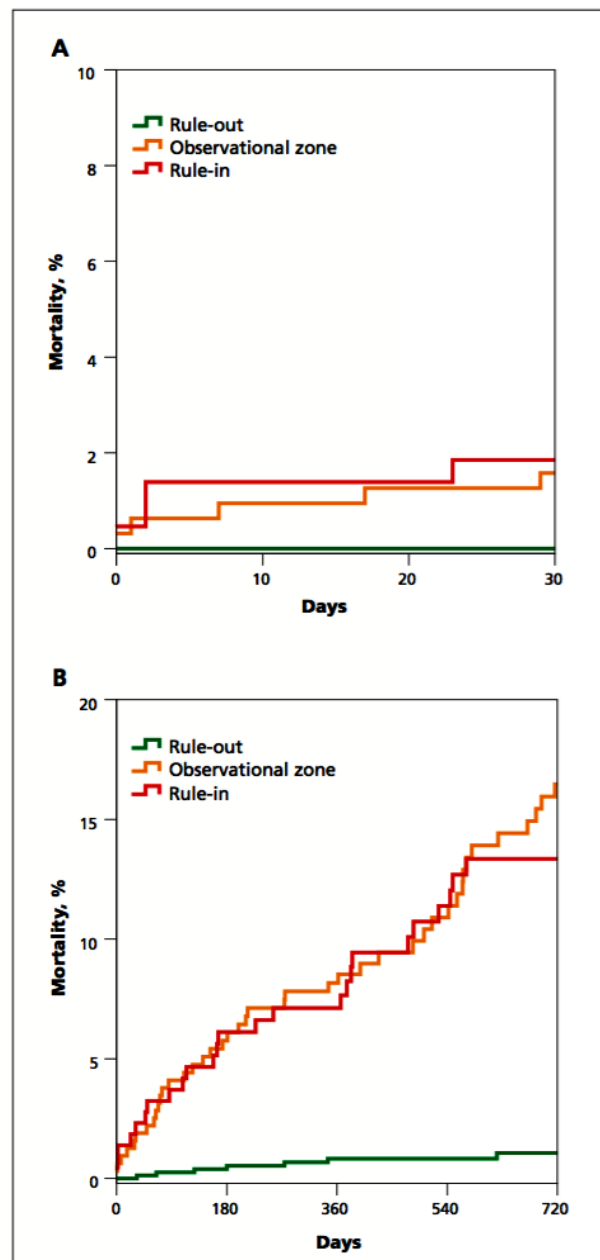 A
10
8
6
4
2
0
Mortality, %
Rule-out
Observational zone
Rule-in
0 10 20 30
Days
B
20
15
10
5
0
Mortality, %
Rule-out
Observational zone
Rule-in
0 180 360 540 720
Days